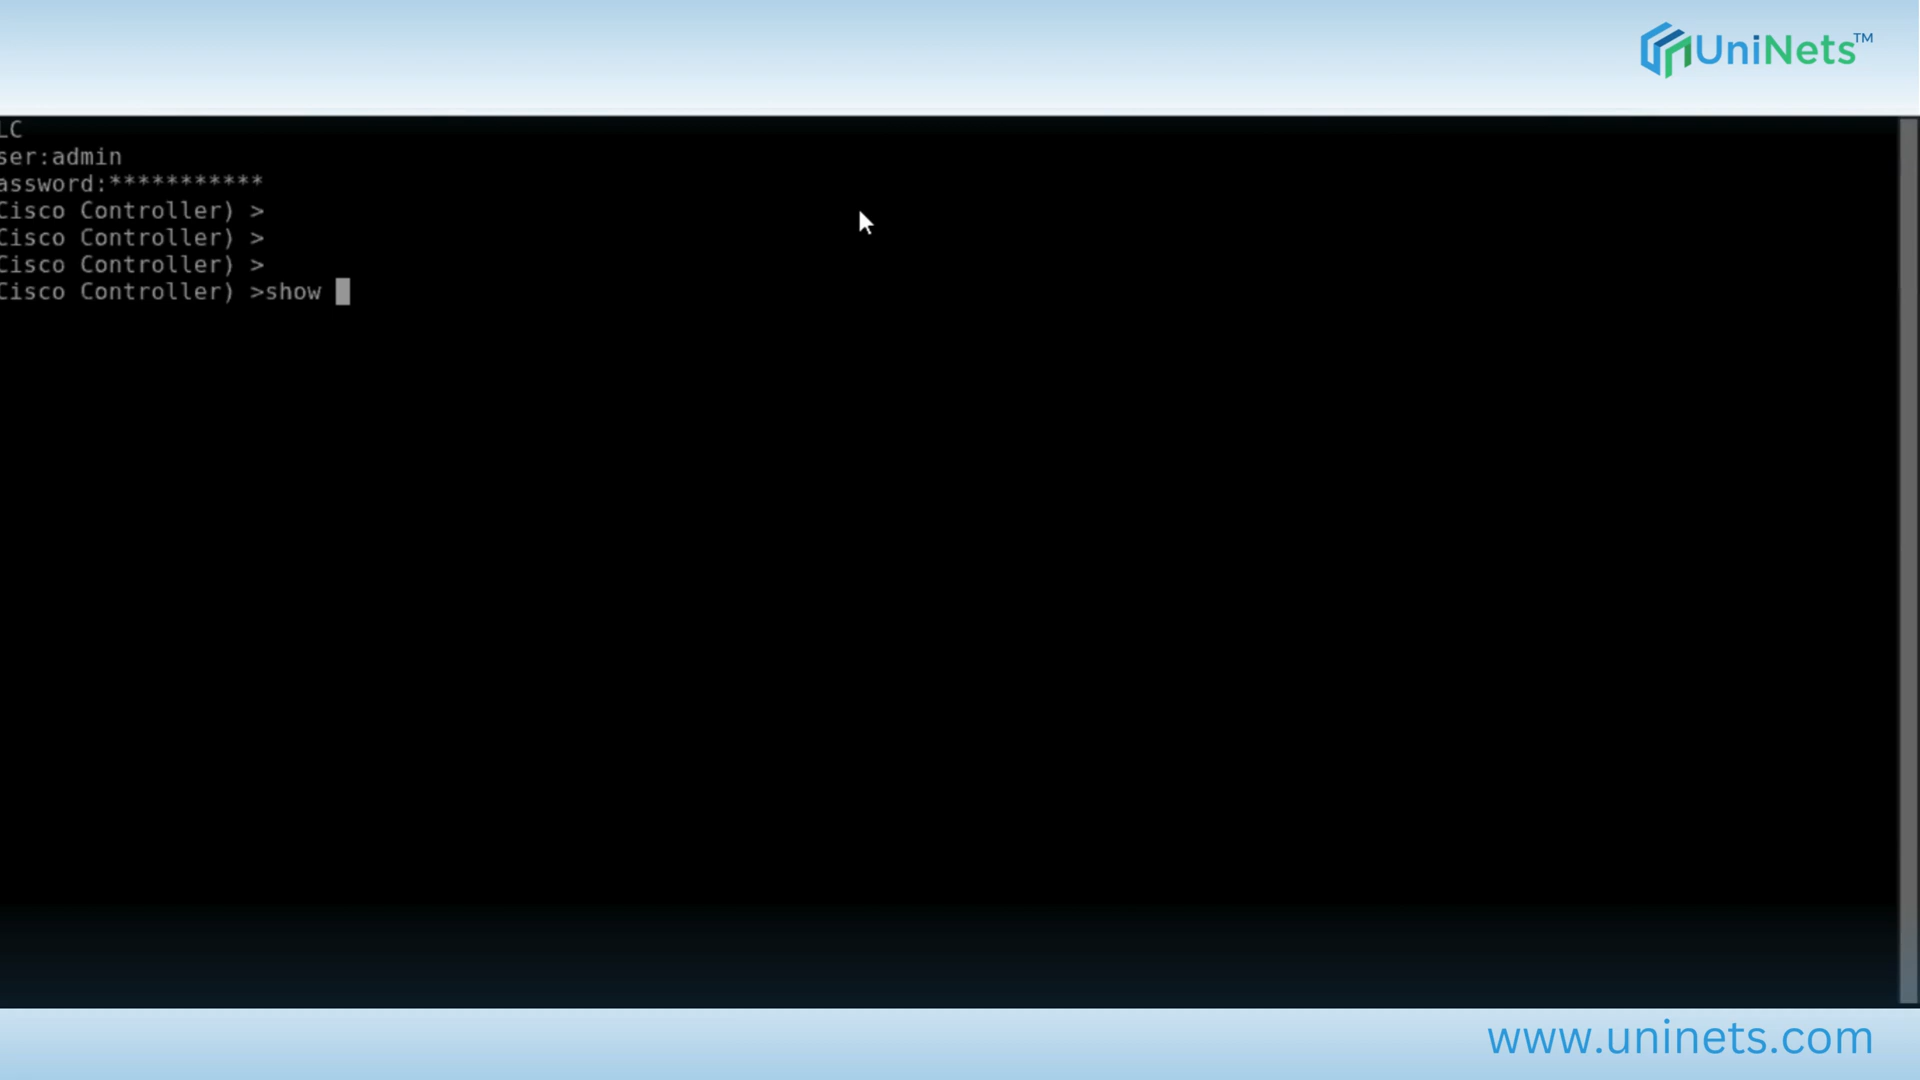 UniNets™
LC
ser:admin
assword:***********
Cisco Controller) >
Cisco Controller) >
Cisco Controller) >
Cisco Controller) >show
www.uninets.com